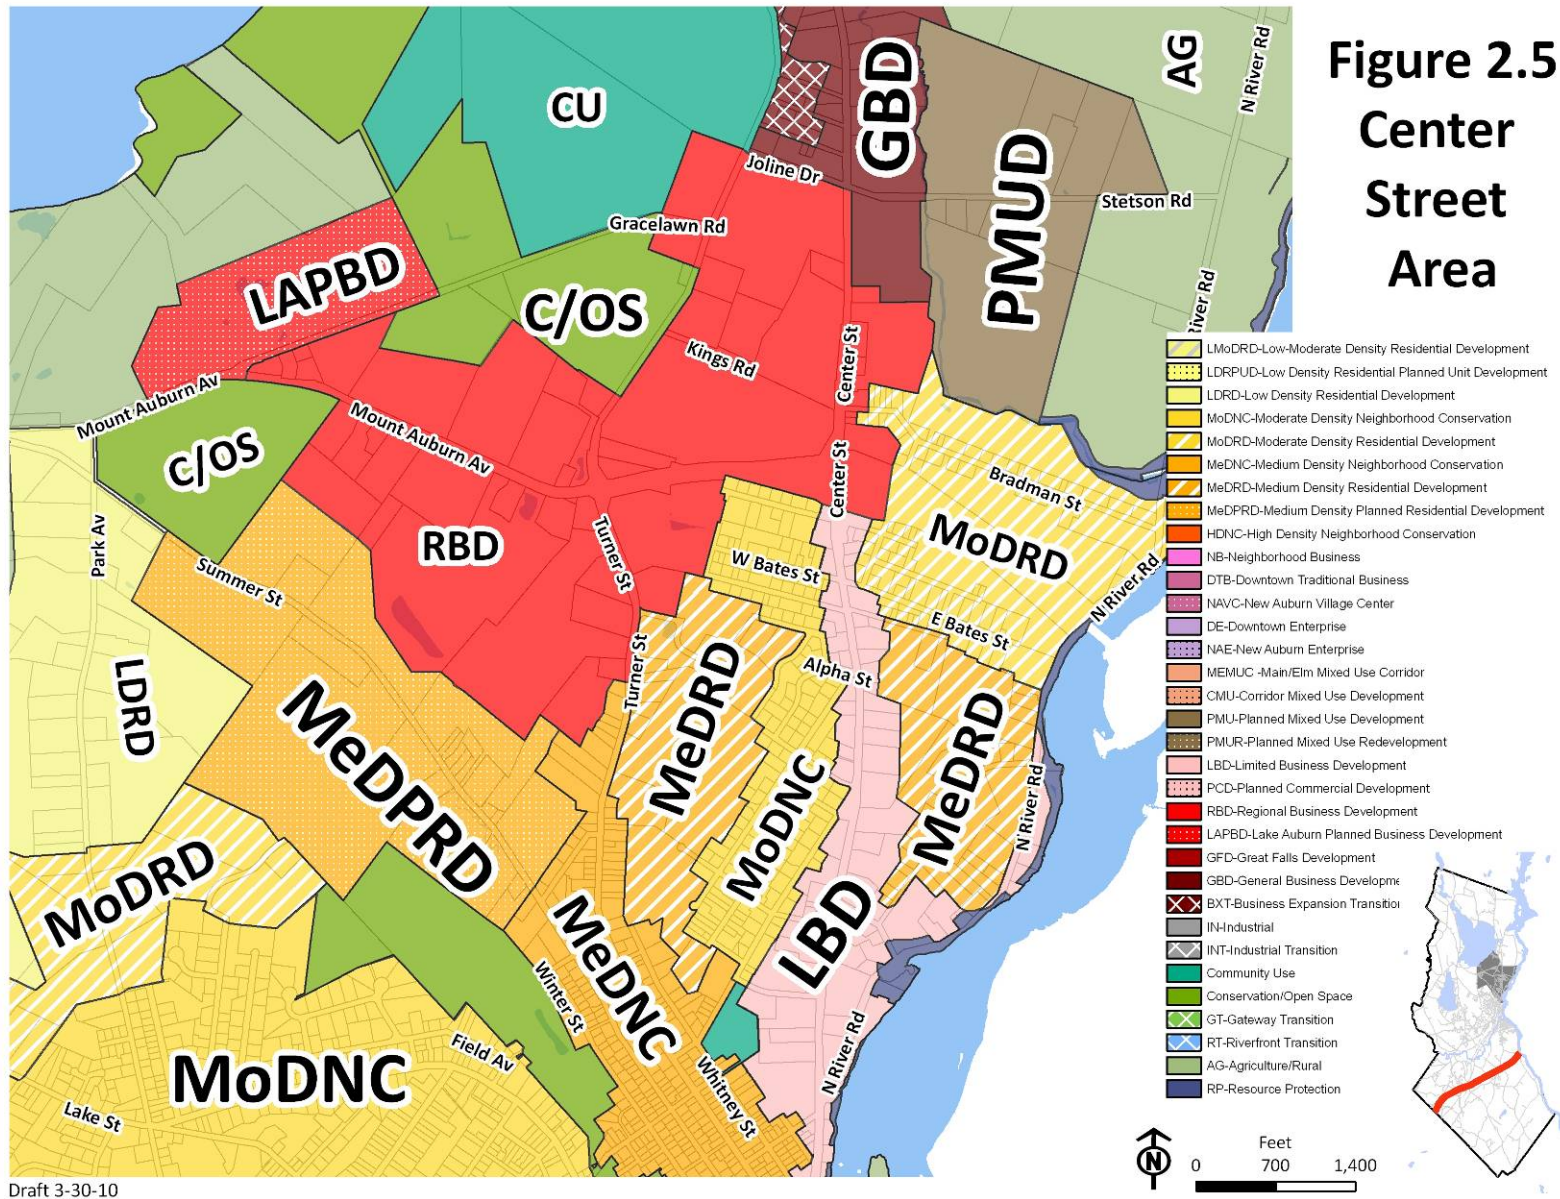 Figure 2.5
Center
Street
Area
CU
GBD
AG
N River Rd
PMUD
Joline Dr
Stetson Rd
Gracelawn Rd
LAPBD
C/OS
River Rd
Kings Rd
Center St
Mount Auburn Av
Mount Auburn Av
C/OS
Center St
Bradman St
RBD
MoDRD
Park Av
Turner St
W Bates St
Summer St
N River Rd
E Bates St
LDRD
Turner St
Alpha St
MeDRD
MeDPRD
MeDRD
MoDNC
N River Rd
MoDRD
LBD
MeDNC
Winter St
Field Av
MoDNC
Whitney St
N River Rd
Lake St
LMoDRD-Low-Moderate Density Residential Development
LDRPUD-Low Density Residential Planned Unit Development
LDRD-Low Density Residential Development
MoDNC-Moderate Density Neighborhood Conservation
MoDRD-Moderate Density Residential Development
MeDNC-Medium Density Neighborhood Conservation
MeDRD-Medium Density Residential Development
MeDPRD-Medium Density Planned Residential Development
HDNC-High Density Neighborhood Conservation
NB-Neighborhood Business
DTB-Downtown Traditional Business
NAVC-New Auburn Village Center
DE-Downtown Enterprise
NAE-New Auburn Enterprise
MEMUC -Main/Elm Mixed Use Corridor
CMU-Corridor Mixed Use Development
PMU-Planned Mixed Use Development
PMUR-Planned Mixed Use Redevelopment
LBD-Limited Business Development
PCD-Planned Commercial Development
RBD-Regional Business Development
LAPBD-Lake Auburn Planned Business Development
GFD-Great Falls Development
GBD-General Business Developme
BXT-Business Expansion Transition
IN-Industrial
INT-Industrial Transition
Community Use
Conservation/Open Space
GT-Gateway Transition
RT-Riverfront Transition
AG-Agriculture/Rural
RP-Resource Protection
N
Feet
0 700 1,400
Draft 3-30-10